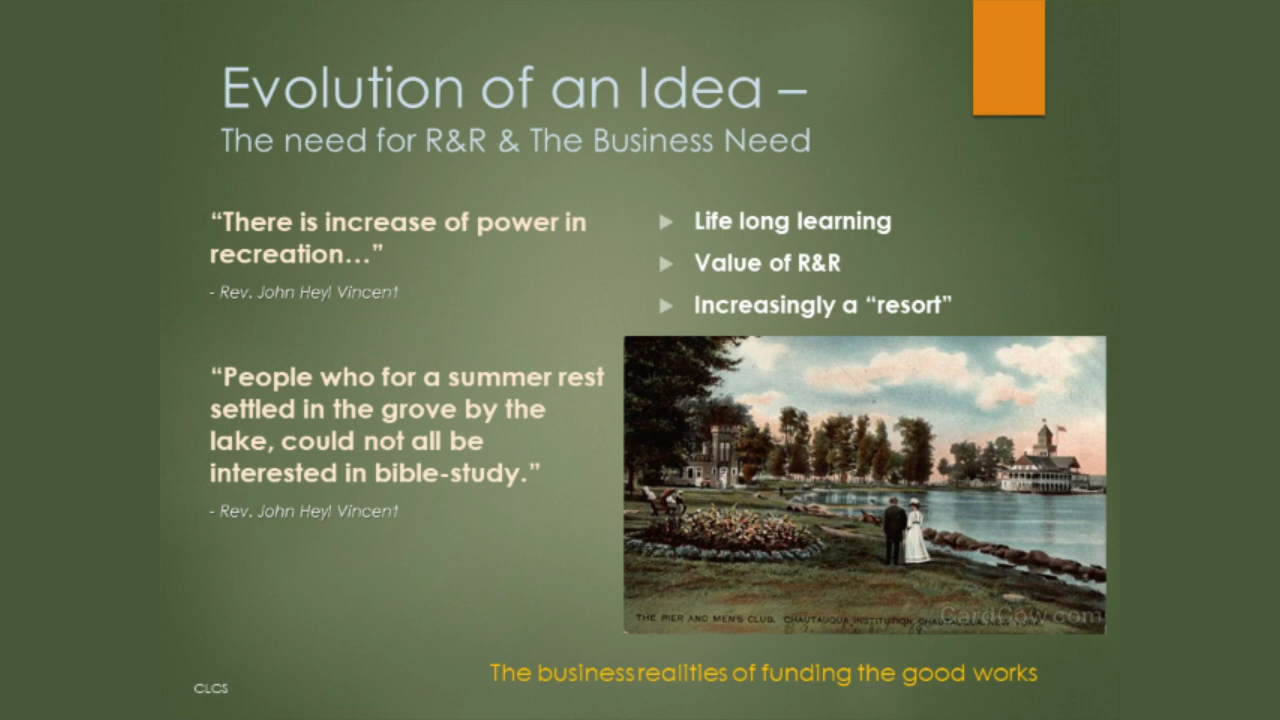 Evolution of an Idea –
The need for R&R & The Business Need
“There is increase of power in
recreation…”
- Rev. John Heyl Vincent
“People who for a summer rest
settled in the grove by the
lake, could not all be
interested in bible-study.”
- Rev. John Heyl Vincent
Life long learning
Value of R&R
Increasingly a “resort”
THE PIER AND MEN'S CLUB. CHAUTAUQUA INSTITUTION, CHAUTAUQUA, NEW YORK.
CardCow.com
The business realities of funding the good works
CLCS